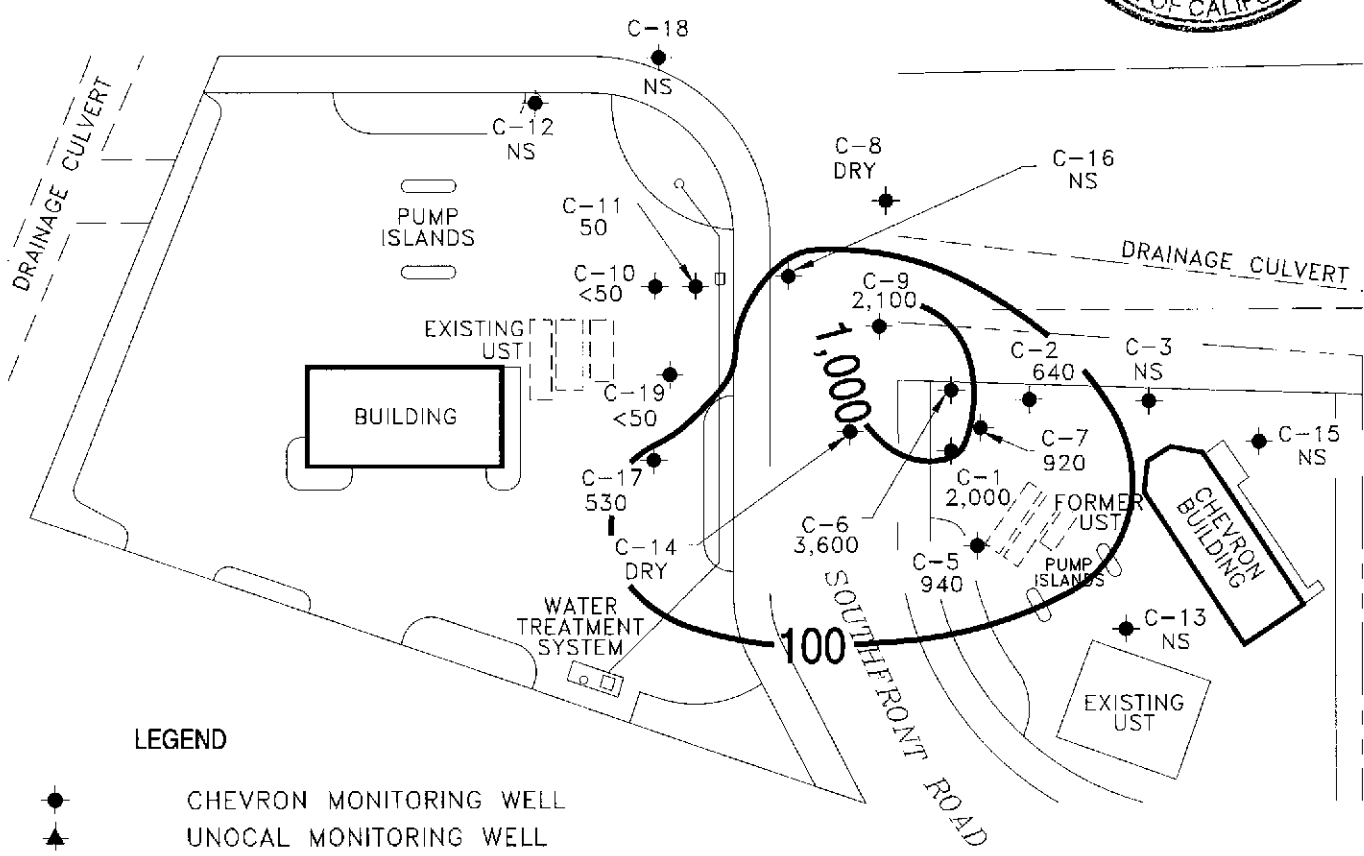 OF CALIF
C-18
NS
DRAINAGE CULVERT
C-12
NS
C-8
DRY
C-16
NS
C-11
50
PUMP
ISLANDS
DRAINAGE CULVERT
C-10
<50
C-9
2,100
EXISTING
UST
1,000
C-2
640
C-3
NS
C-19
<50
BUILDING
C-15
NS
C-7
920
C-17
530
C-1
2,000
CHEVRON
BUILDING
FORMER
UST
C-6
3,600
C-14
DRY
C-5
940
PUMP
ISLANDS
WATER
TREATMENT
SYSTEM
SOUTHFRONT ROAD
C-13
NS
100
EXISTING
UST
LEGEND
CHEVRON MONITORING WELL
UNOCAL MONITORING WELL